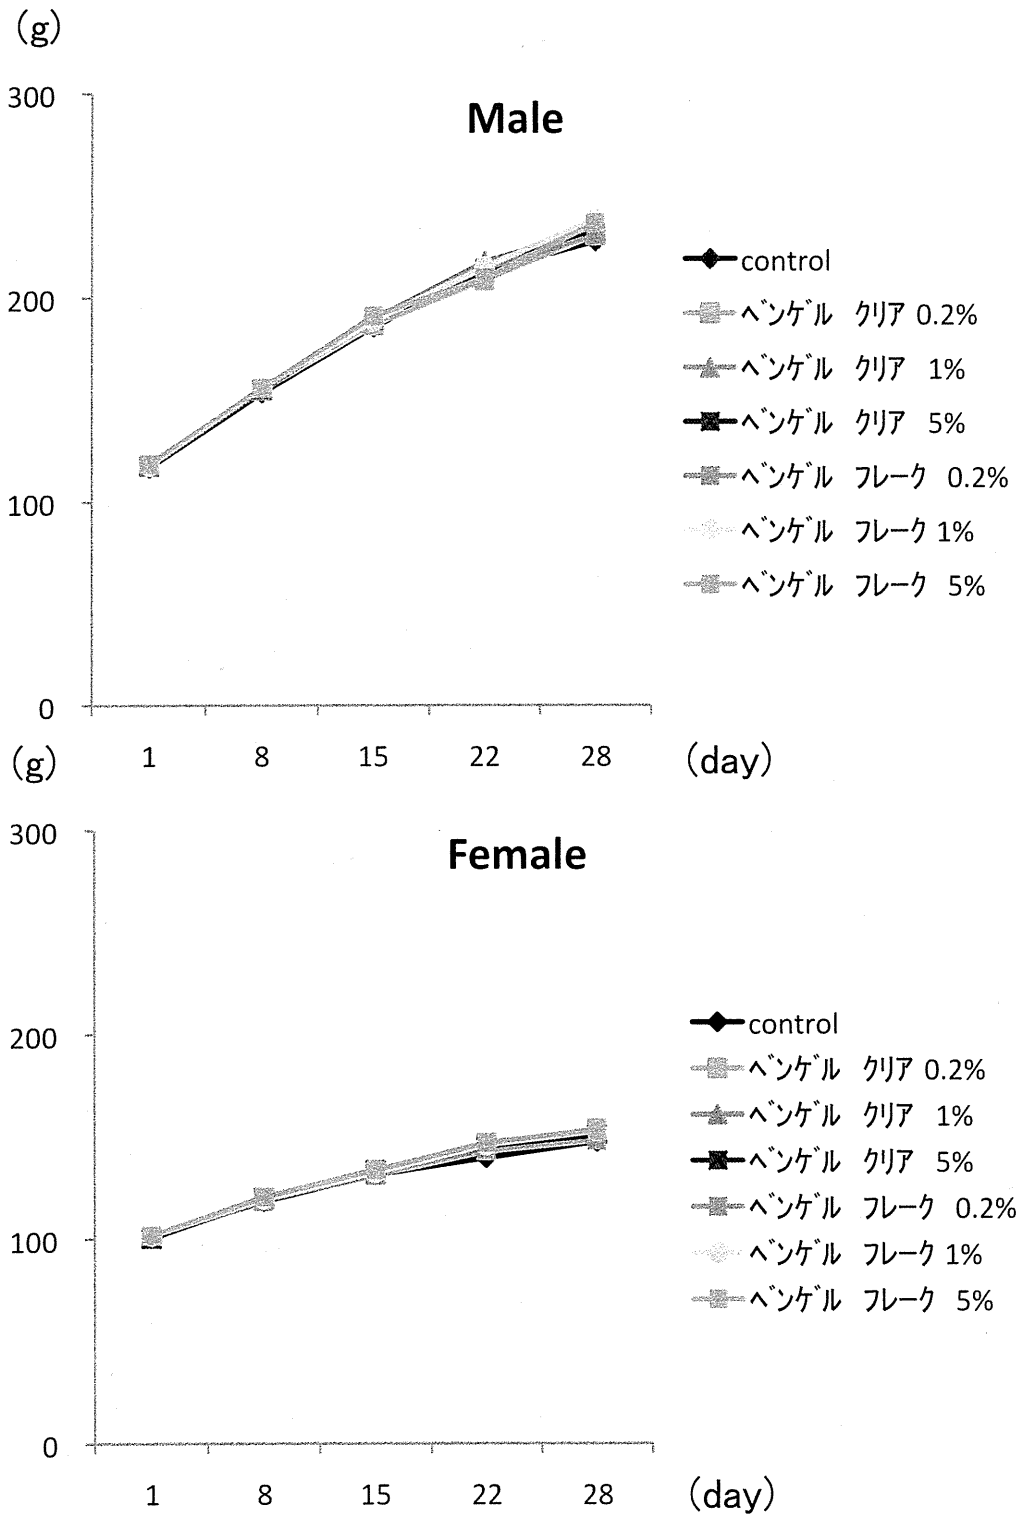 (g)
300
Male
200
100
0
control
ﾍﾞﾝｹﾞﾙ ｸﾘｱ 0.2%
ﾍﾞﾝｹﾞﾙ ｸﾘｱ 1%
ﾍﾞﾝｹﾞﾙ ｸﾘｱ 5%
ﾍﾞﾝｹﾞﾙ ﾌﾚｰｸ 0.2%
ﾍﾞﾝｹﾞﾙ ﾌﾚｰｸ 1%
ﾍﾞﾝｹﾞﾙ ﾌﾚｰｸ 5%
1 8 15 22 28 (day)
(g)
300
Female
200
100
0
control
ﾍﾞﾝｹﾞﾙ ｸﾘｱ 0.2%
ﾍﾞﾝｹﾞﾙ ｸﾘｱ 1%
ﾍﾞﾝｹﾞﾙ ｸﾘｱ 5%
ﾍﾞﾝｹﾞﾙ ﾌﾚｰｸ 0.2%
ﾍﾞﾝｹﾞﾙ ﾌﾚｰｸ 1%
ﾍﾞﾝｹﾞﾙ ﾌﾚｰｸ 5%
1 8 15 22 28 (day)